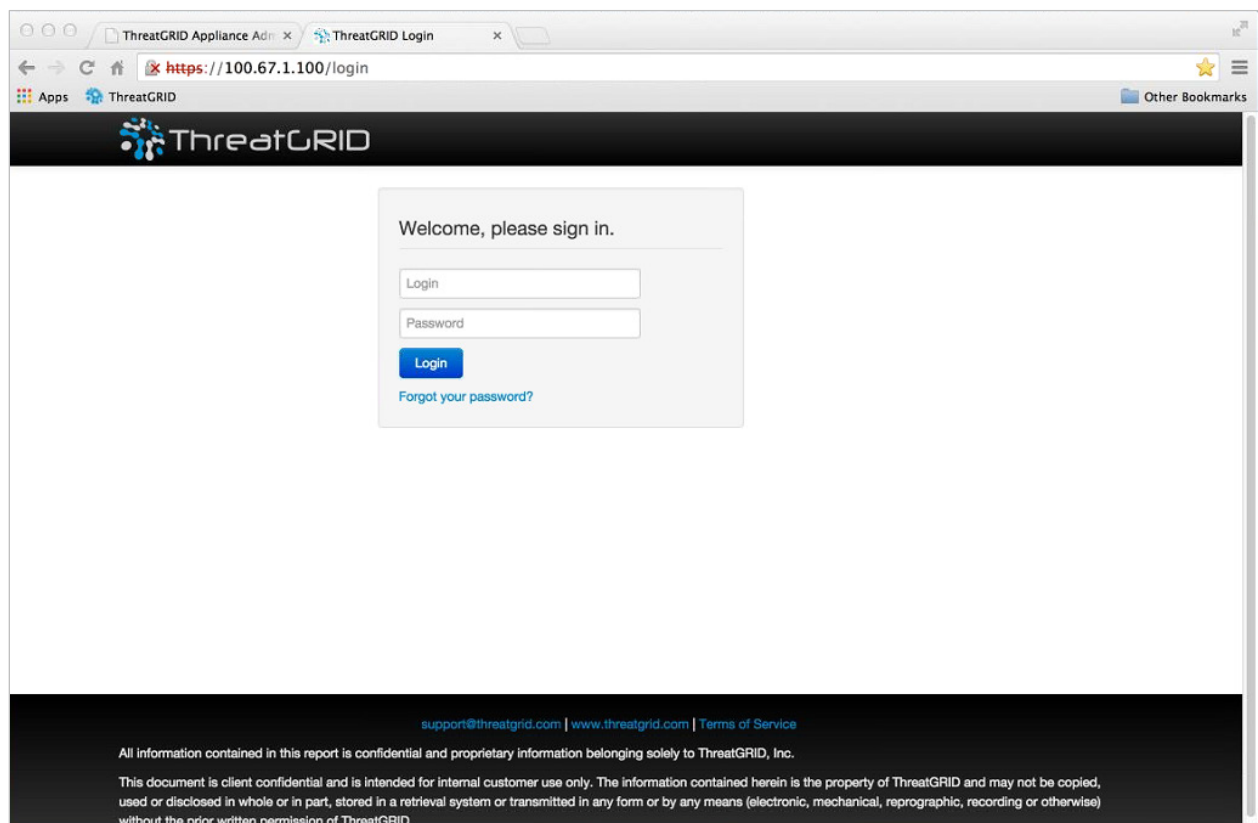 ThreatGRID Appliance Adm
ThreatGRID Login
https://100.67.1.100/login
Apps ThreatGRID Other Bookmarks
ThreatGRID
Welcome, please sign in.
Login
Password
Login
Forgot your password?
support@threatgrid.com | www.threatgrid.com | Terms of Service
All information contained in this report is confidential and proprietary information belonging solely to ThreatGRID, Inc.
This document is client confidential and is intended for internal customer use only. The information contained herein is the property of ThreatGRID and may not be copied,
used or disclosed in whole or in part, stored in a retrieval system or transmitted in any form or by any means (electronic, mechanical, reprographic, recording or otherwise)
without the prior written permission of ThreatGRID.